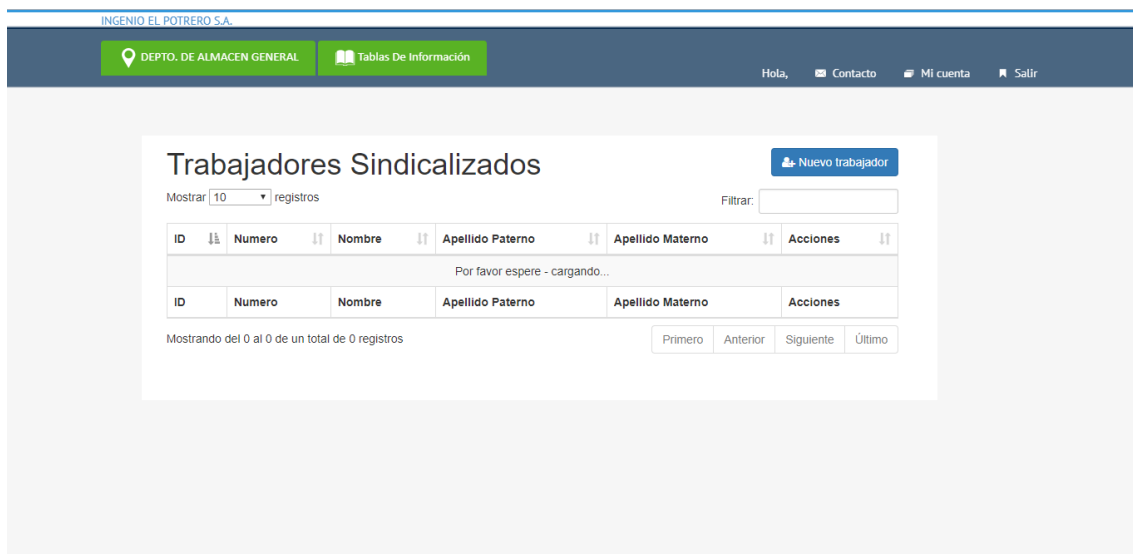 INGENIO EL POTRERO S.A.
DEPTO. DE ALMACEN GENERAL Tablas De Información
Hola, Contacto Mi cuenta Salir
Trabajadores Sindicalizados Nuevo trabajador
Mostrar 10 registros Filtrar:
ID Numero Nombre Apellido Paterno Apellido Materno Acciones
Por favor espere - cargando...
ID Numero Nombre Apellido Paterno Apellido Materno Acciones
Mostrando del 0 al 0 de un total de 0 registros Primero Anterior Siguiente Último